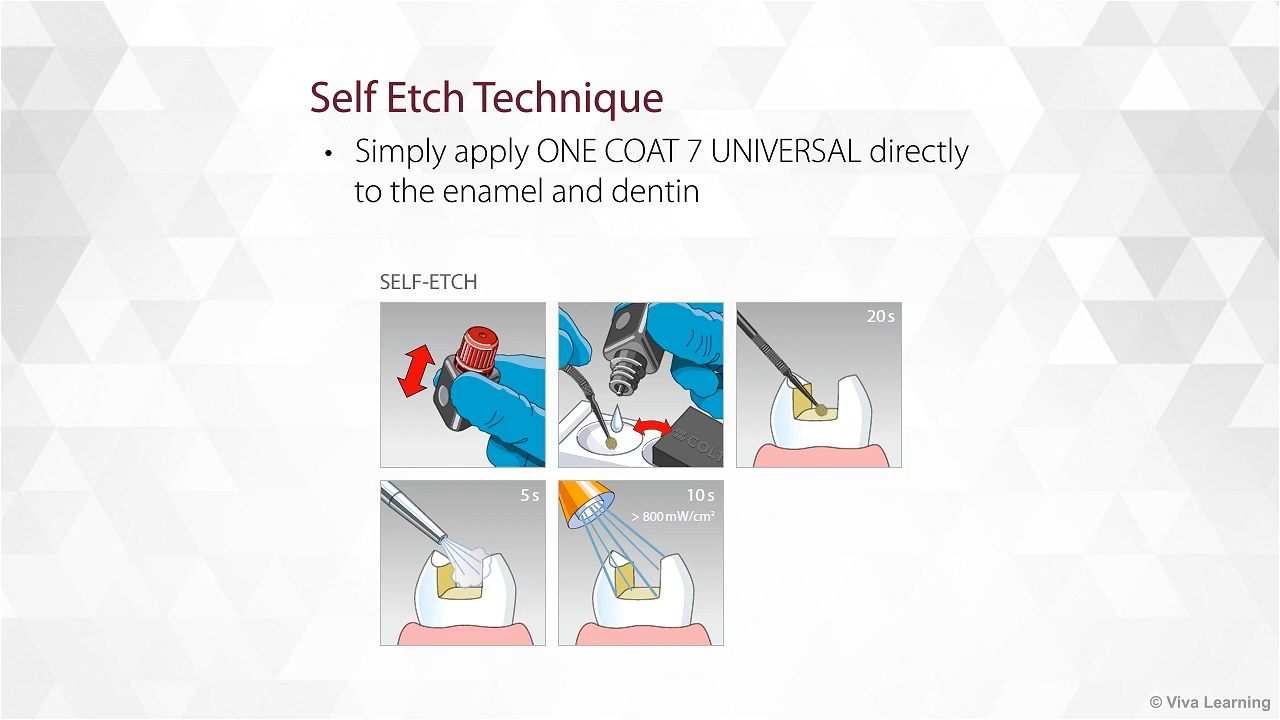 Self Etch Technique
• Simply apply ONE COAT 7 UNIVERSAL directly
to the enamel and dentin
SELF-ETCH
20 s
COLT
5 s
10 s
> 800 mW/cm²
© Viva Learning